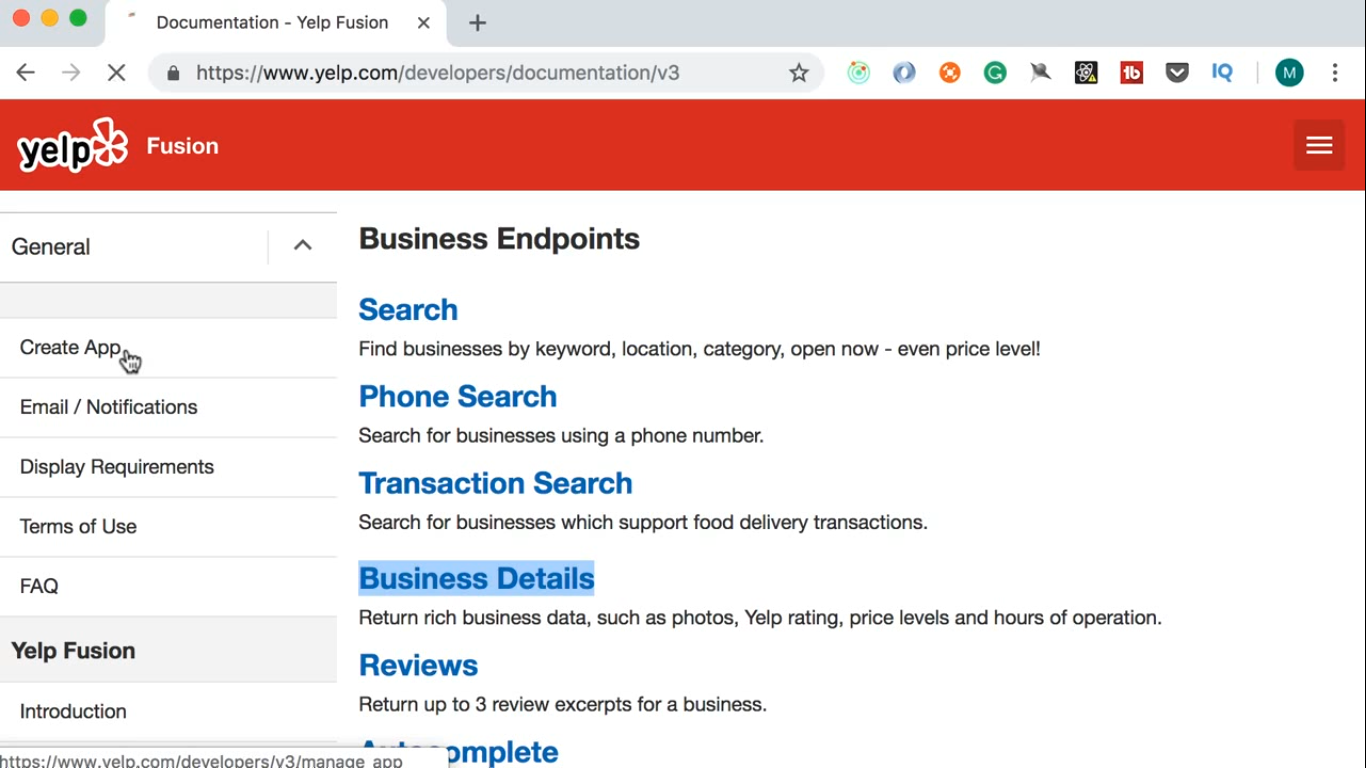 Documentation - Yelp Fusion
https://www.yelp.com/developers/documentation/v3
IQ
M
yelp Fusion
General
Create App
Email / Notifications
Display Requirements
Terms of Use
FAQ
Yelp Fusion
Introduction
Business Endpoints
Search
Find businesses by keyword, location, category, open now - even price level!
Phone Search
Search for businesses using a phone number.
Transaction Search
Search for businesses which support food delivery transactions.
Business Details
Return rich business data, such as photos, Yelp rating, price levels and hours of operation.
Reviews
Return up to 3 review excerpts for a business.
Autocomplete
https://www.yelp.com/developers/v3/manage_app